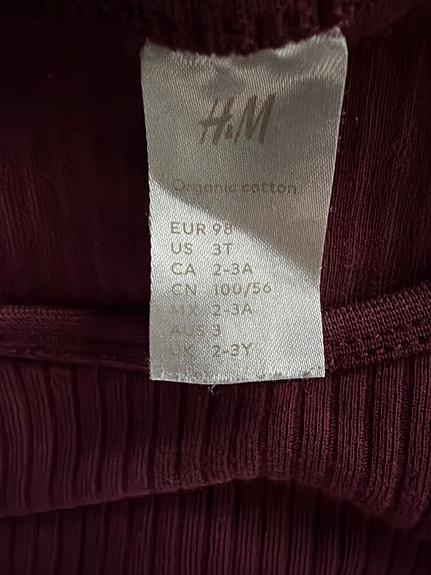 H&M
Organic cotton
EUR 98
US 3T
CA 2-3A
CN 100/56
MX 2-3A
AUS 3
UK 2-3Y